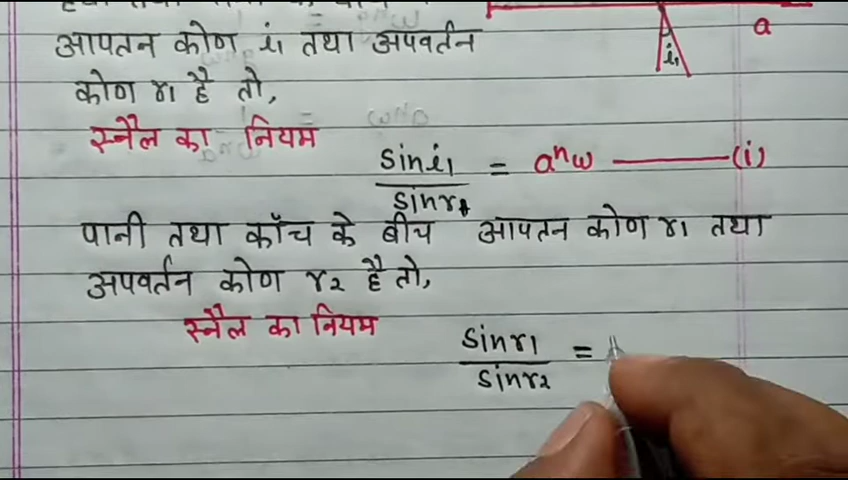 आपतन कोण i₁ तथा अपवर्तन
a
i₁
कोण r₁ है तो,
स्नैल का नियम
sini₁ / sinr₁ = aⁿw ——— (i)
पानी तथा काँच के बीच आपतन कोण r₁ तथा
अपवर्तन कोण r₂ है तो,
स्नैल का नियम
sinr₁ / sinr₂ =